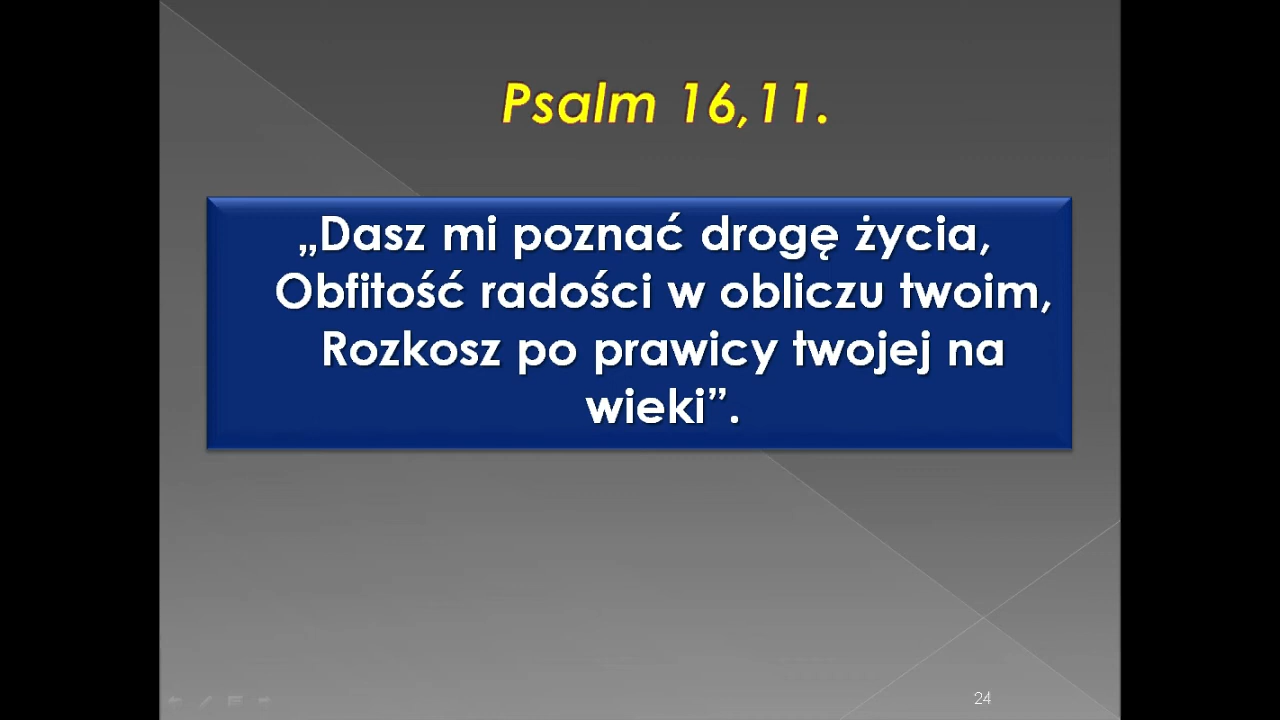 Psalm 16,11.
„Dasz mi poznać drogę życia,
Obfitość radości w obliczu twoim,
Rozkosz po prawicy twojej na
wieki”.
24